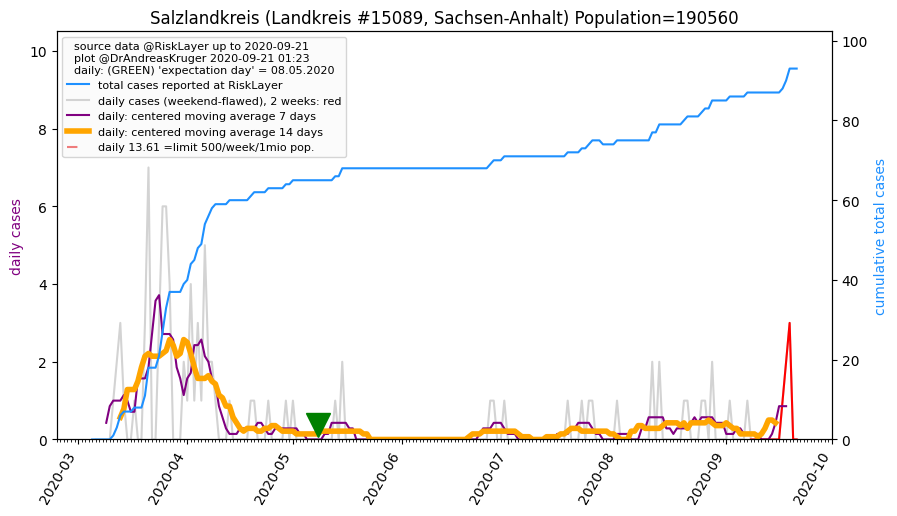 Salzlandkreis (Landkreis #15089, Sachsen-Anhalt) Population=190560
source data @RiskLayer up to 2020-09-21
plot @DrAndreasKruger 2020-09-21 01:23
daily: (GREEN) 'expectation day' = 08.05.2020
total cases reported at RiskLayer
daily cases (weekend-flawed), 2 weeks: red
daily: centered moving average 7 days
daily: centered moving average 14 days
daily 13.61 =limit 500/week/1mio pop.
daily cases
10
8
6
4
2
0
cumulative total cases
100
80
60
40
20
0
2020-03
2020-04
2020-05
2020-06
2020-07
2020-08
2020-09
2020-10